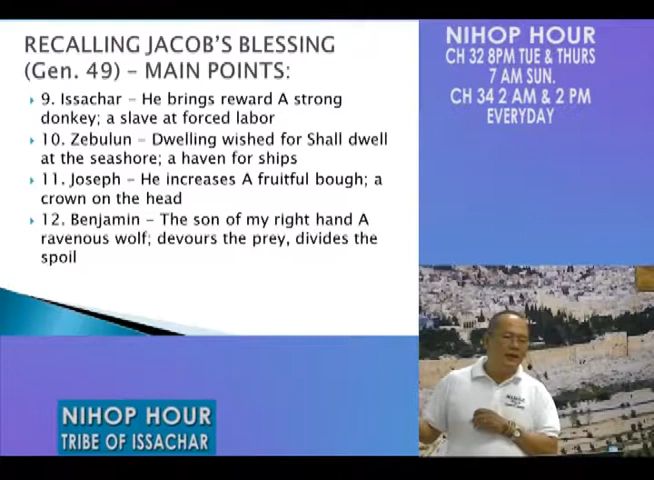 RECALLING JACOB'S BLESSING
(Gen. 49) – MAIN POINTS:
9. Issachar – He brings reward A strong
donkey; a slave at forced labor
10. Zebulun – Dwelling wished for Shall dwell
at the seashore; a haven for ships
11. Joseph – He increases A fruitful bough; a
crown on the head
12. Benjamin – The son of my right hand A
ravenous wolf; devours the prey, divides the
spoil
NIHOP HOUR
CH 32 8PM TUE & THURS
7 AM SUN.
CH 34 2 AM & 2 PM
EVERYDAY
NIHOP HOUR
TRIBE OF ISSACHAR